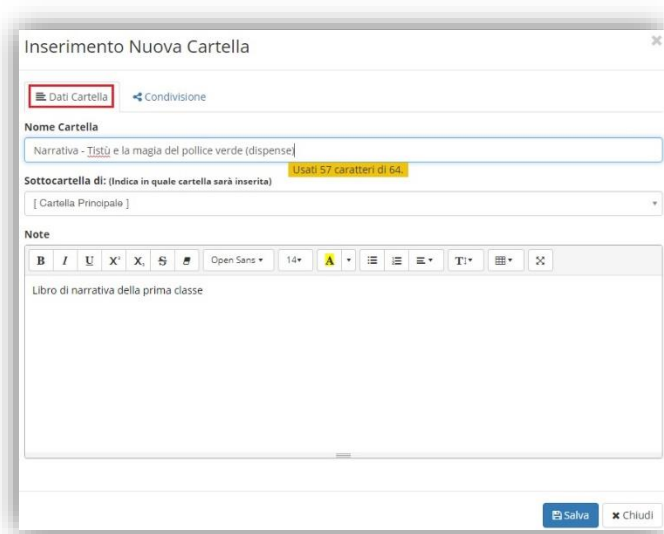 Inserimento Nuova Cartella
Dati Cartella Condivisione
Nome Cartella
Narrativa - Tistù e la magia del pollice verde (dispense)
Usati 57 caratteri di 64.
Sottocartella di: (Indica in quale cartella sarà inserita)
[ Cartella Principale ]
Note
B I U X² X₂ S Open Sans 14 A T
Libro di narrativa della prima classe
Salva Chiudi